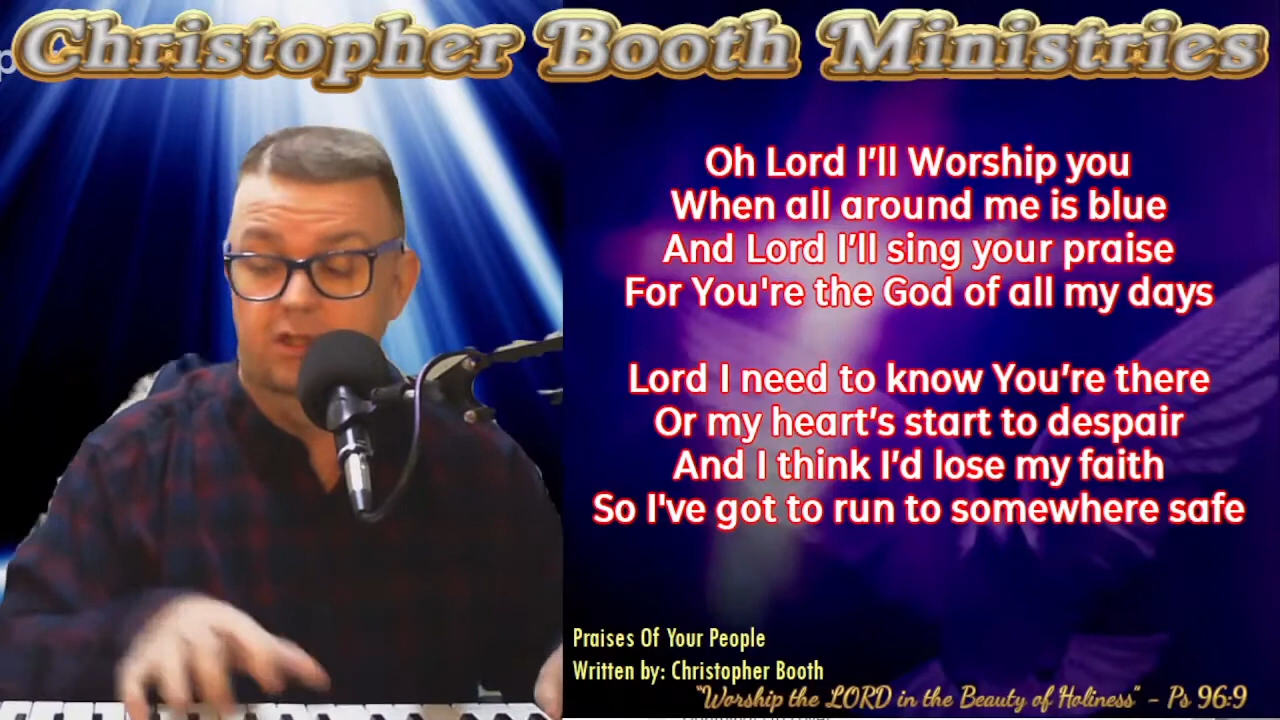 Christopher Booth Ministries
Oh Lord I’ll Worship you
When all around me is blue
And Lord I’ll sing your praise
For You're the God of all my days
Lord I need to know You’re there
Or my heart’s start to despair
And I think I’d lose my faith
So I've got to run to somewhere safe
Praises Of Your People
Written by: Christopher Booth
"Worship the LORD in the Beauty of Holiness" - Ps 96:9